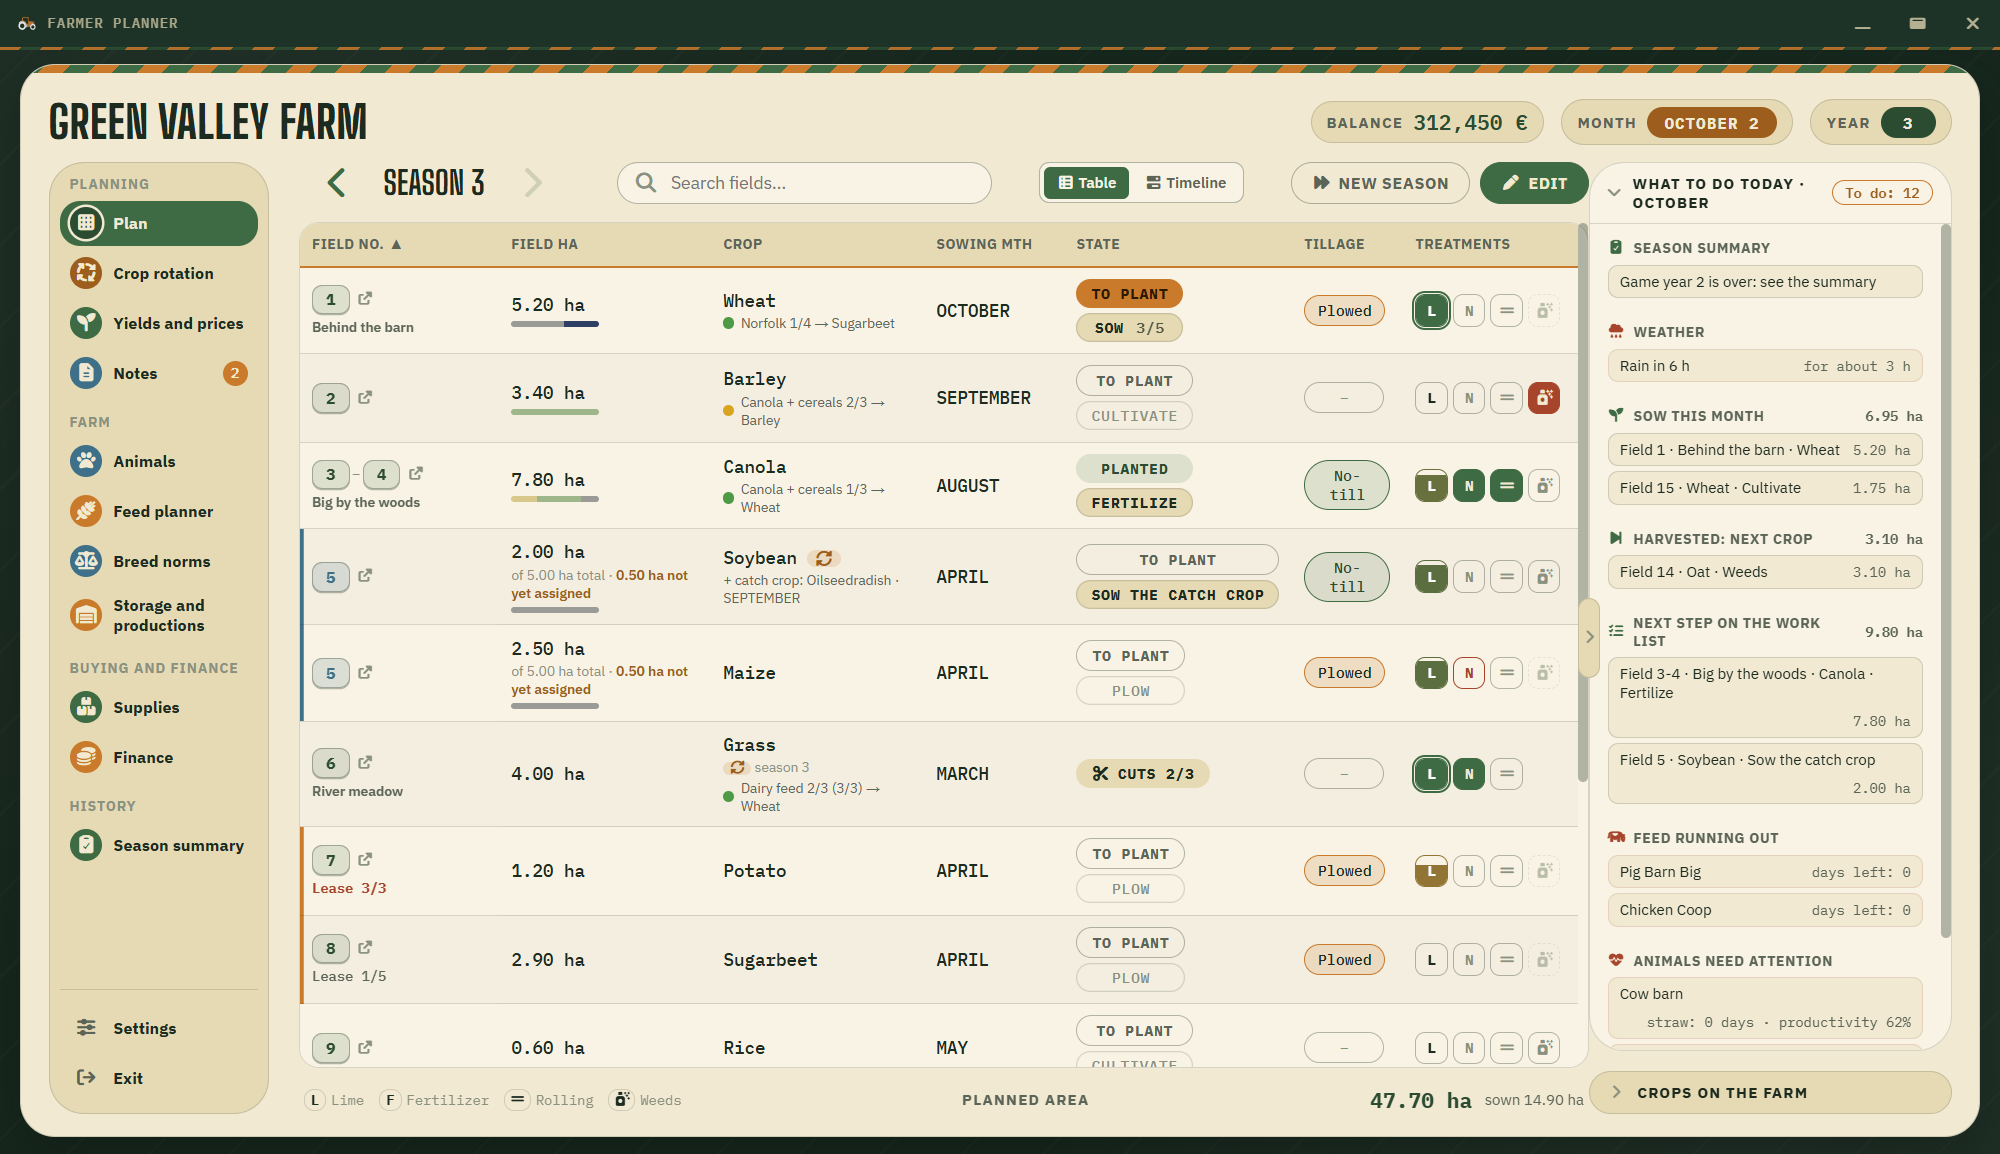 FARMER PLANNER
GREEN VALLEY FARM
BALANCE 312,450 €
MONTH OCTOBER 2
YEAR 3
PLANNING
Plan
Crop rotation
Yields and prices
Notes 2
FARM
Animals
Feed planner
Breed norms
Storage and
productions
BUYING AND FINANCE
Supplies
Finance
HISTORY
Season summary
Settings
Exit
SEASON 3
Search fields...
Table
Timeline
NEW SEASON
EDIT
FIELD NO. ▲ FIELD HA CROP SOWING MTH STATE TILLAGE TREATMENTS
1
Behind the barn
5.20 ha
Wheat
Norfolk 1/4 → Sugarbeet
OCTOBER
TO PLANT
SOW 3/5
Plowed
L N
2
3.40 ha
Barley
Canola + cereals 2/3 →
Barley
SEPTEMBER
TO PLANT
CULTIVATE
–
L N
3 – 4
Big by the woods
7.80 ha
Canola
Canola + cereals 1/3 →
Wheat
AUGUST
PLANTED
FERTILIZE
No-
till
L N
5
2.00 ha
of 5.00 ha total · 0.50 ha not
yet assigned
Soybean
+ catch crop: Oilseedradish ·
SEPTEMBER
APRIL
TO PLANT
SOW THE CATCH CROP
No-
till
L N
5
2.50 ha
of 5.00 ha total · 0.50 ha not
yet assigned
Maize
APRIL
TO PLANT
PLOW
Plowed
L N
6
River meadow
4.00 ha
Grass
season 3
Dairy feed 2/3 (3/3) →
Wheat
MARCH
CUTS 2/3
–
L N
7
Lease 3/3
1.20 ha
Potato
APRIL
TO PLANT
PLOW
Plowed
L N
8
Lease 1/5
2.90 ha
Sugarbeet
APRIL
TO PLANT
PLOW
Plowed
L N
9
0.60 ha
Rice
MAY
TO PLANT
CULTIVATE
–
L N
L Lime F Fertilizer Rolling Weeds
PLANNED AREA
47.70 ha sown 14.90 ha
WHAT TO DO TODAY ·
OCTOBER
To do: 12
SEASON SUMMARY
Game year 2 is over: see the summary
WEATHER
Rain in 6 h for about 3 h
SOW THIS MONTH 6.95 ha
Field 1 · Behind the barn · Wheat 5.20 ha
Field 15 · Wheat · Cultivate 1.75 ha
HARVESTED: NEXT CROP 3.10 ha
Field 14 · Oat · Weeds 3.10 ha
NEXT STEP ON THE WORK
LIST
9.80 ha
Field 3-4 · Big by the woods · Canola ·
Fertilize
7.80 ha
Field 5 · Soybean · Sow the catch crop
2.00 ha
FEED RUNNING OUT
Pig Barn Big days left: 0
Chicken Coop days left: 0
ANIMALS NEED ATTENTION
Cow barn
straw: 0 days · productivity 62%
CROPS ON THE FARM